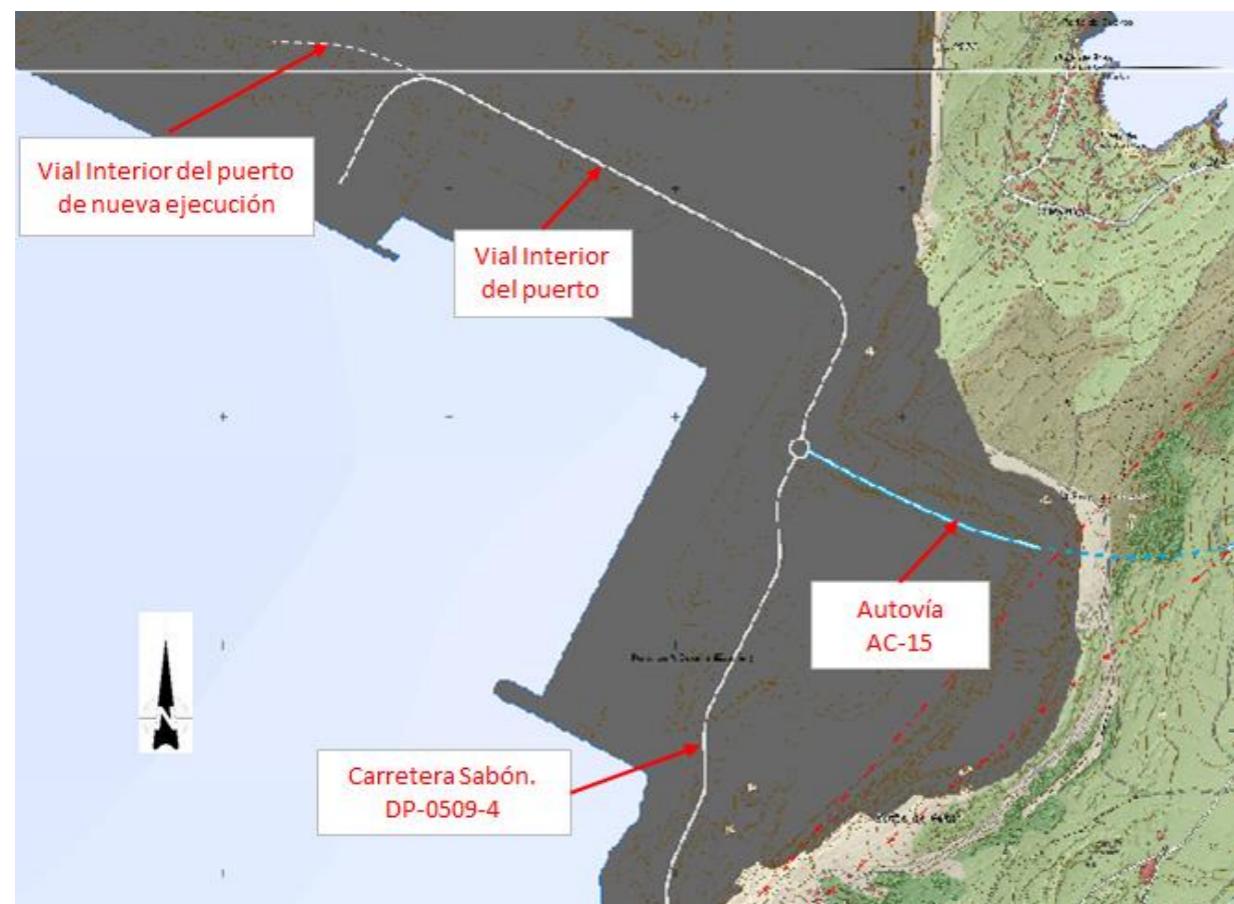 Vial Interior del puerto
de nueva ejecución
Vial Interior
del puerto
Autovía
AC-15
N
Carretera Sabón.
DP-0509-4